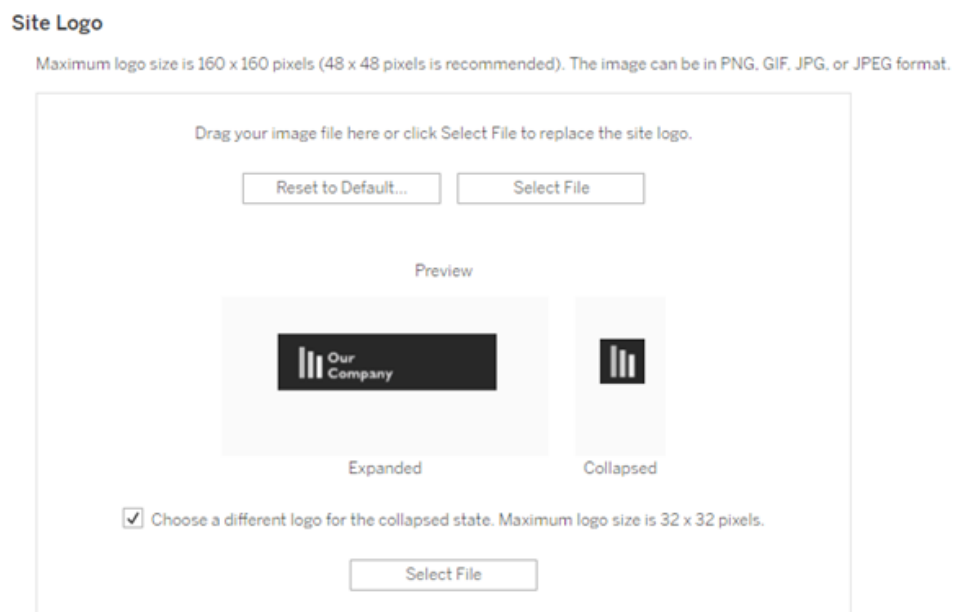 Site Logo
Maximum logo size is 160 x 160 pixels (48 x 48 pixels is recommended). The image can be in PNG, GIF, JPG, or JPEG format.
Drag your image file here or click Select File to replace the site logo.
Reset to Default... Select File
Preview
Our
Company
Expanded Collapsed
Choose a different logo for the collapsed state. Maximum logo size is 32 x 32 pixels.
Select File